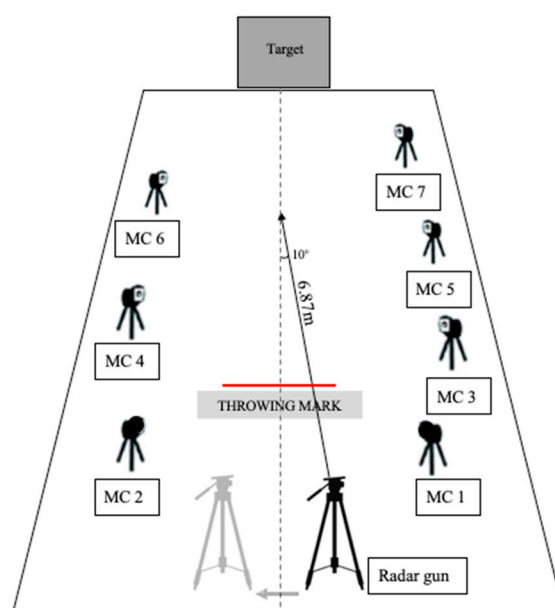 Target
MC 7
MC 6
10°
MC 5
6.87m
MC 4
MC 3
THROWING MARK
MC 2
MC 1
Radar gun